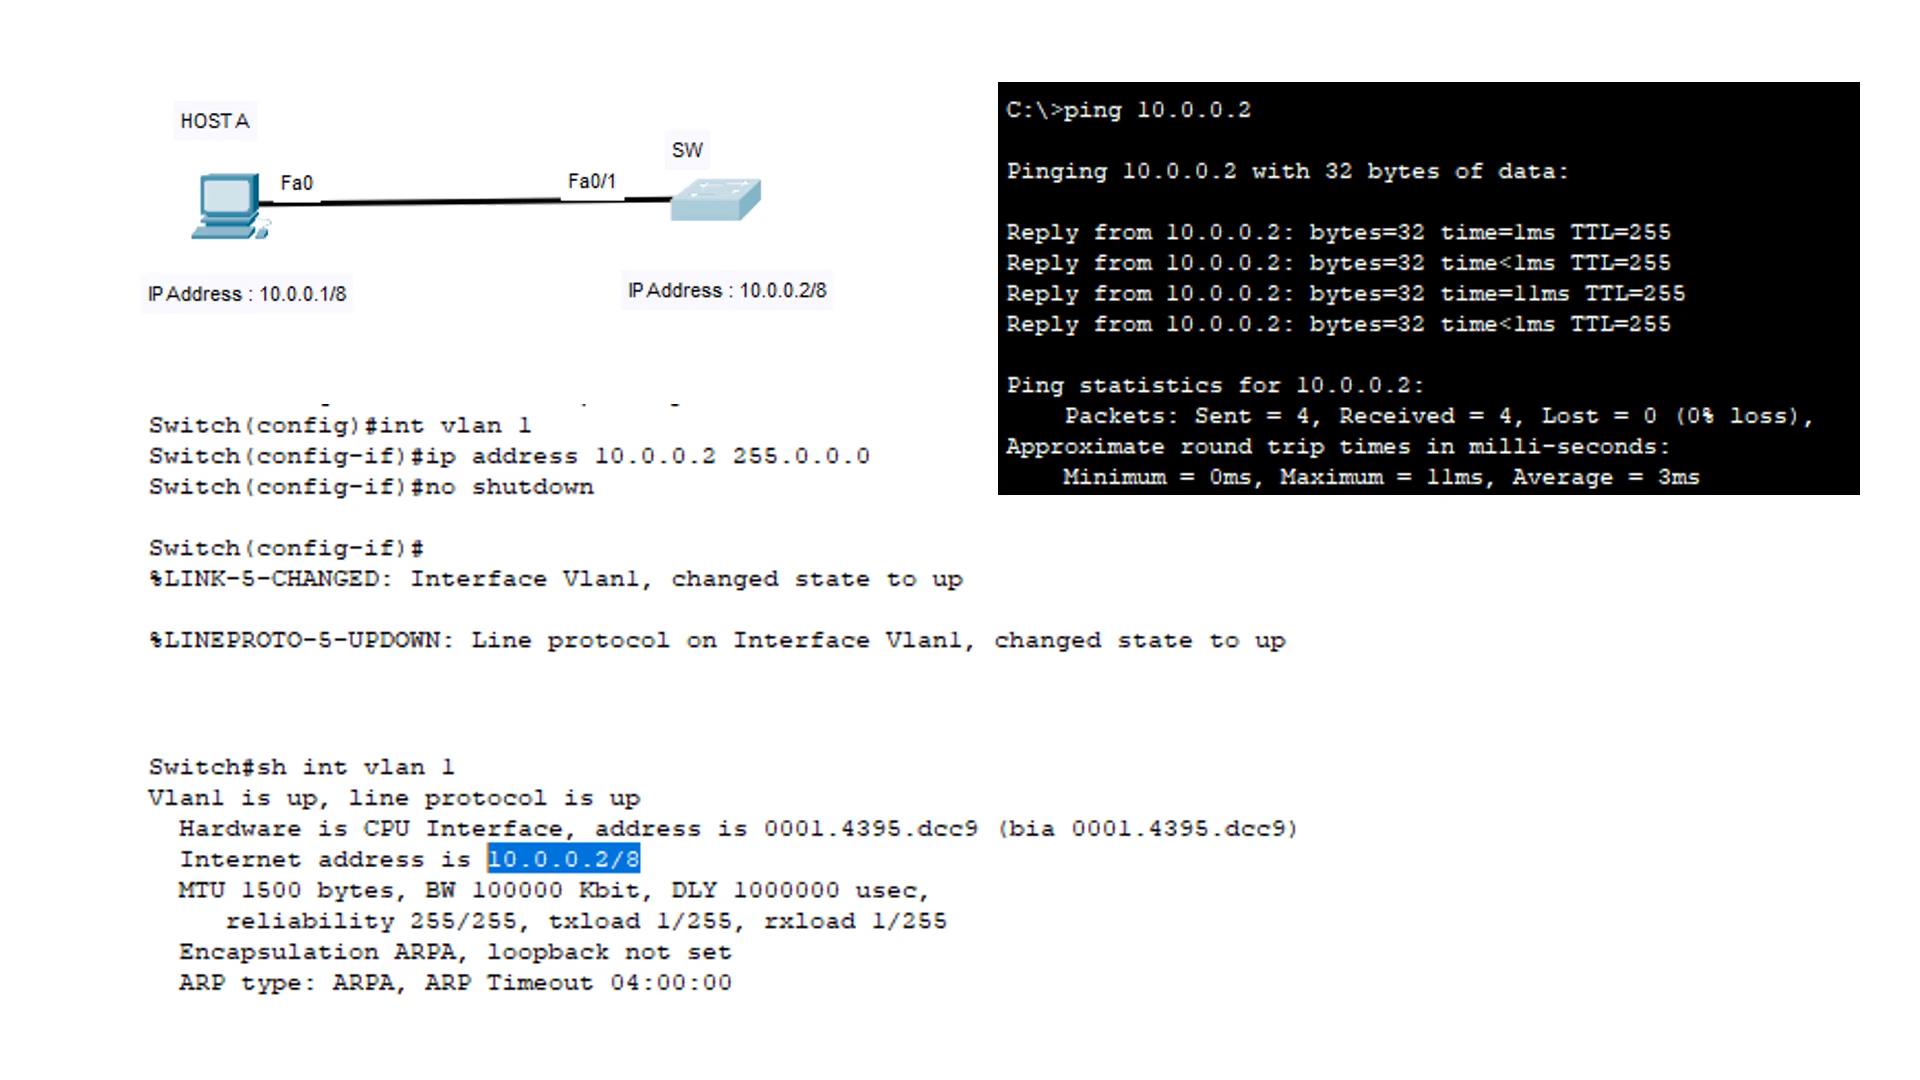 HOST A
SW
Fa0
Fa0/1
IP Address : 10.0.0.1/8
IP Address : 10.0.0.2/8
C:\>ping 10.0.0.2
Pinging 10.0.0.2 with 32 bytes of data:
Reply from 10.0.0.2: bytes=32 time=1ms TTL=255
Reply from 10.0.0.2: bytes=32 time<1ms TTL=255
Reply from 10.0.0.2: bytes=32 time=11ms TTL=255
Reply from 10.0.0.2: bytes=32 time<1ms TTL=255
Ping statistics for 10.0.0.2:
Packets: Sent = 4, Received = 4, Lost = 0 (0% loss),
Approximate round trip times in milli-seconds:
Minimum = 0ms, Maximum = 11ms, Average = 3ms
Switch(config)#int vlan 1
Switch(config-if)#ip address 10.0.0.2 255.0.0.0
Switch(config-if)#no shutdown
Switch(config-if)#
%LINK-5-CHANGED: Interface Vlan1, changed state to up
%LINEPROTO-5-UPDOWN: Line protocol on Interface Vlan1, changed state to up
Switch#sh int vlan 1
Vlan1 is up, line protocol is up
Hardware is CPU Interface, address is 0001.4395.dcc9 (bia 0001.4395.dcc9)
Internet address is 10.0.0.2/8
MTU 1500 bytes, BW 100000 Kbit, DLY 1000000 usec,
reliability 255/255, txload 1/255, rxload 1/255
Encapsulation ARPA, loopback not set
ARP type: ARPA, ARP Timeout 04:00:00